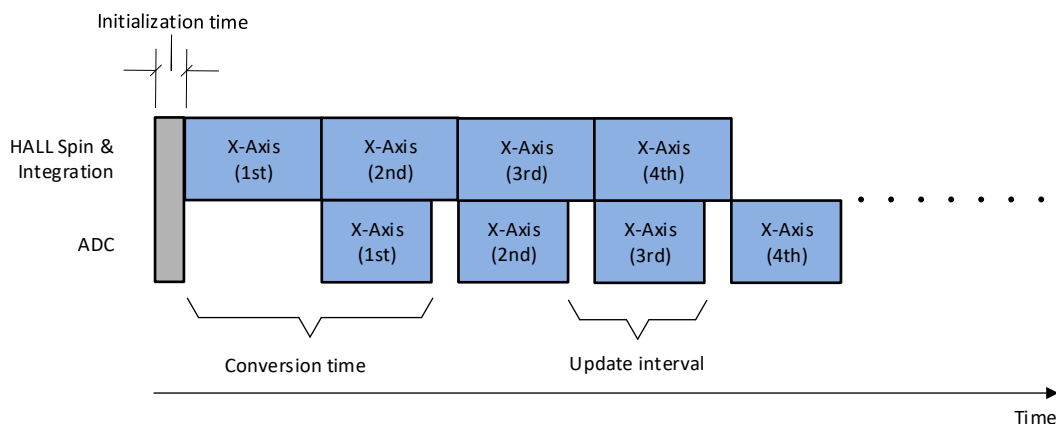 Initialization time
HALL Spin &
Integration
X-Axis
(1st)
X-Axis
(2nd)
X-Axis
(3rd)
X-Axis
(4th)
ADC
X-Axis
(1st)
X-Axis
(2nd)
X-Axis
(3rd)
X-Axis
(4th)
Conversion time
Update interval
Time